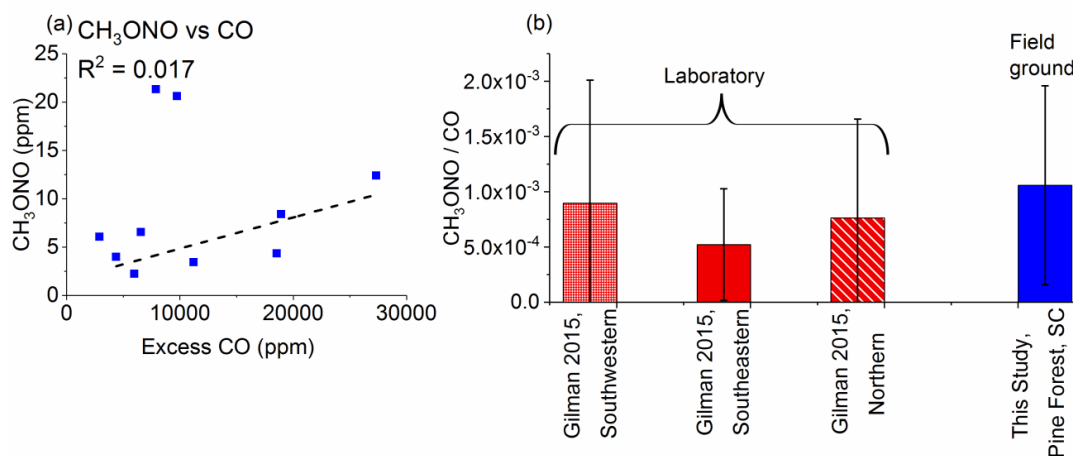 (a)
CH₃ONO vs CO
R² = 0.017
25
20
15
10
5
0
CH₃ONO (ppm)
0
10000
20000
30000
Excess CO (ppm)
(b)
Laboratory
Field
ground
2.0x10⁻³
1.5x10⁻³
1.0x10⁻³
5.0x10⁻⁴
0.0
CH₃ONO / CO
Gilman 2015,
Southwestern
Gilman 2015,
Southeastern
Gilman 2015,
Northern
This Study,
Pine Forest, SC